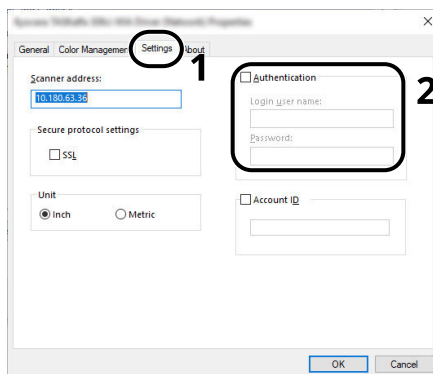 General Color Management Settings About
1
Scanner address:
10.180.63.36
Secure protocol settings
SSL
Unit
Inch Metric
Authentication
Login user name:
Password:
2
Account ID
OK Cancel